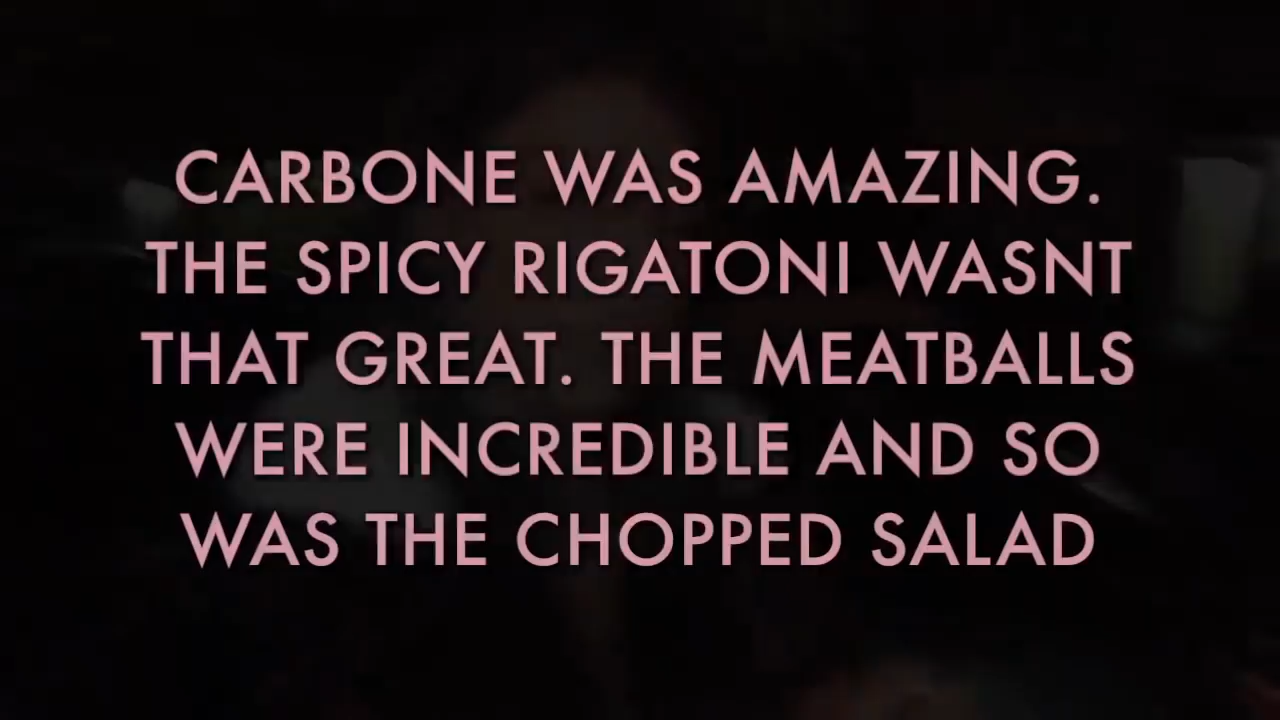 CARBONE WAS AMAZING.
THE SPICY RIGATONI WASNT
THAT GREAT. THE MEATBALLS
WERE INCREDIBLE AND SO
WAS THE CHOPPED SALAD